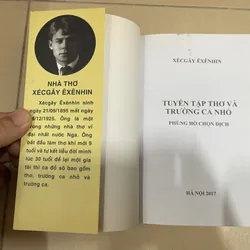 NHÀ THƠ
XÉCGÂY ÊXÊNHIN
Xécgây Êxênhin sinh
ngày 21/09/1895 mất ngày
8/12/1925. Ông là một
trong những nhà thơ vĩ
đại nhất nước Nga. Ông
bắt đầu làm thơ khi mới 9
tuổi và tự kết liễu đời mình
lúc 30 tuổi để lại một gia
tài thi ca đồ sộ bao gồm
thơ, trường ca nhỏ và
trường ca.
XÉCGÂY ÊXÊNHIN
TUYỂN TẬP THƠ VÀ
TRƯỜNG CA NHỎ
PHÙNG HỒ CHỌN DỊCH
HÀ NỘI 2017